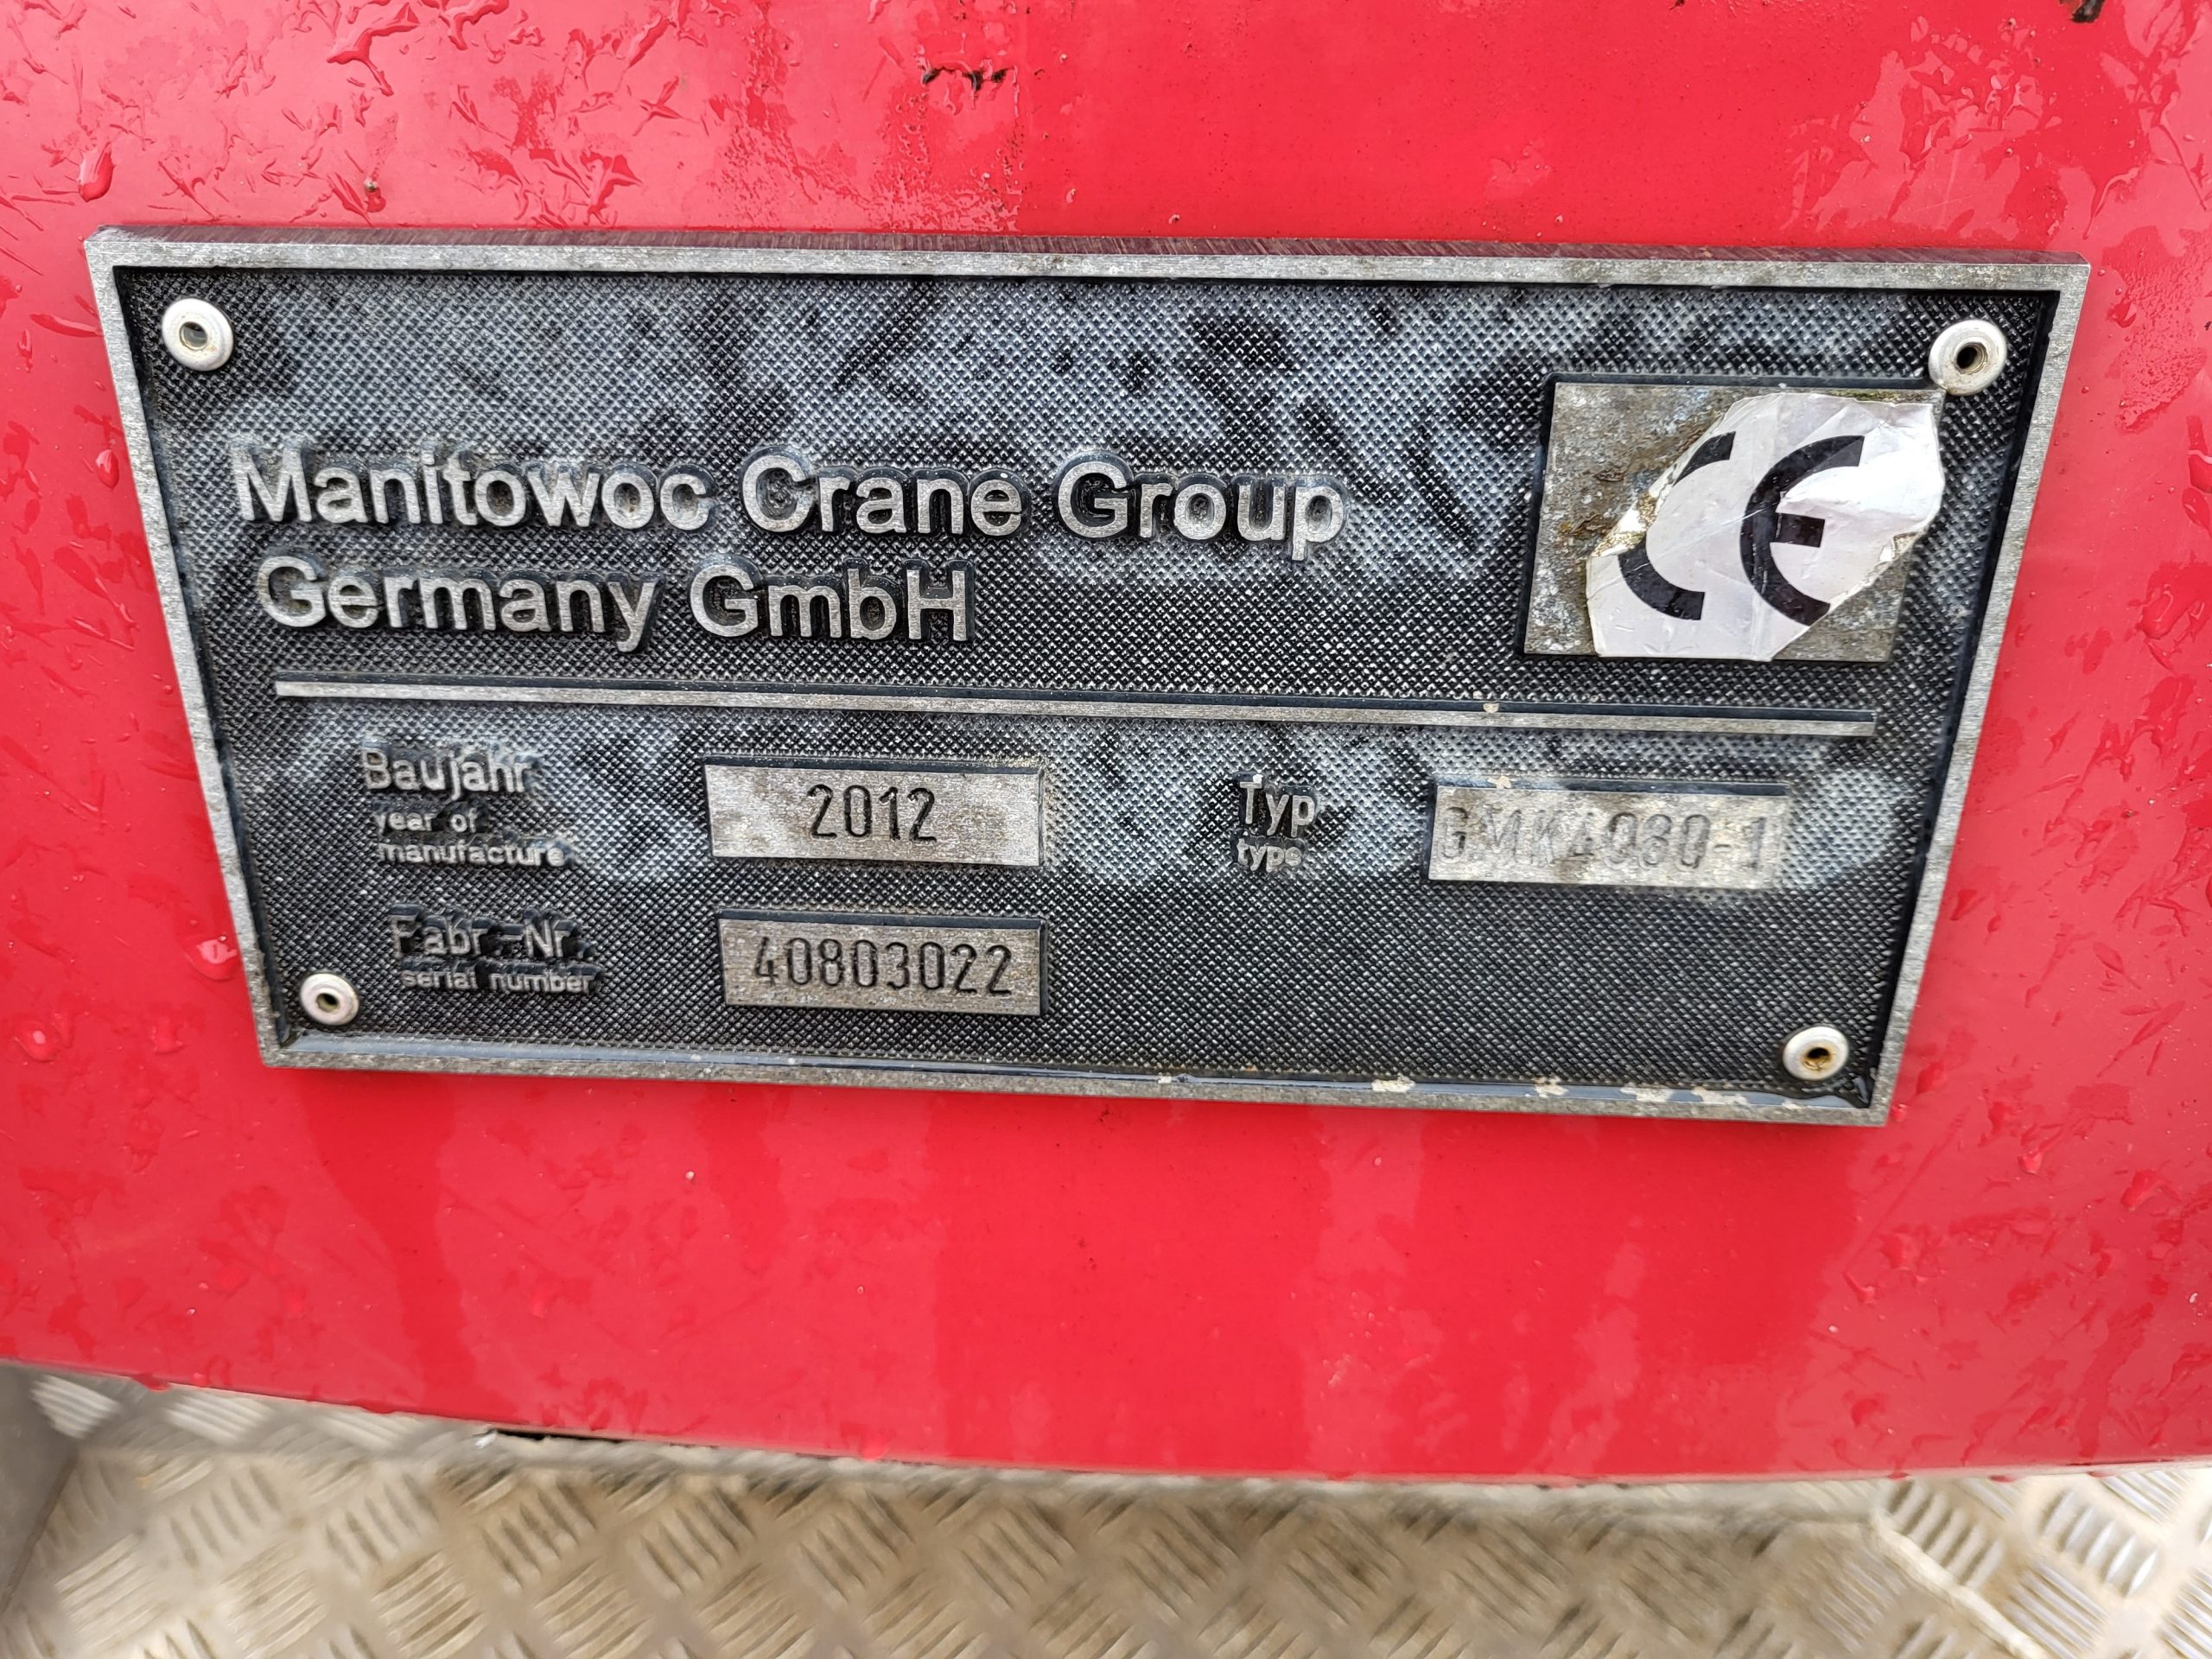 Manitowoc Crane Group
Germany GmbH
CE
Baujahr
year of
manufacture
2012
Typ
type
GMK4080-1
Fabr.-Nr.
serial number
40803022